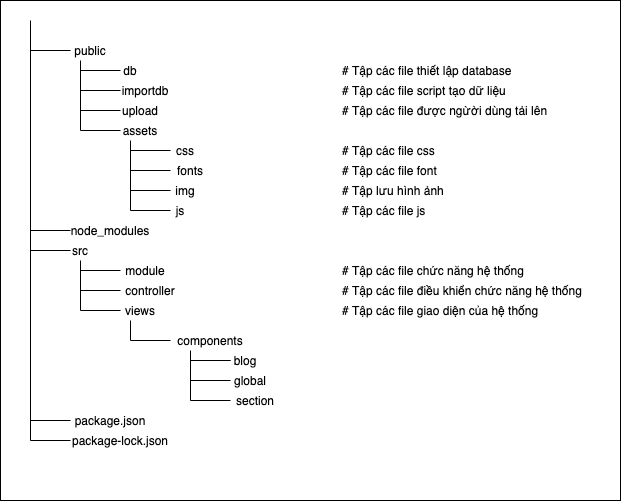 public
db # Tập các file thiết lập database
importdb # Tập các file script tạo dữ liệu
upload # Tập các file được người dùng tải lên
assets
css # Tập các file css
fonts # Tập các file font
img # Tập lưu hình ảnh
js # Tập các file js
node_modules
src
module # Tập các file chức năng hệ thống
controller # Tập các file điều khiển chức năng hệ thống
views # Tập các file giao diện của hệ thống
components
blog
global
section
package.json
package-lock.json